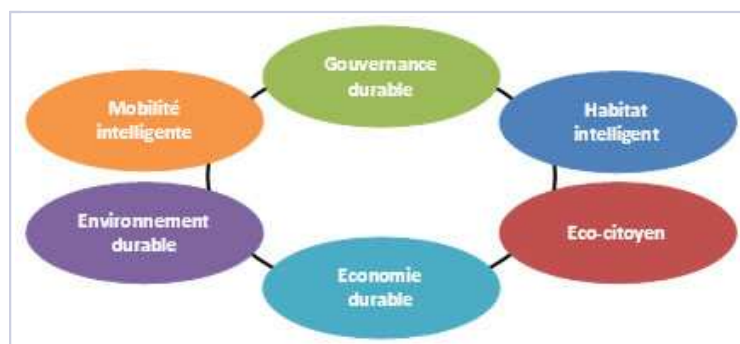 Gouvernance
durable
Mobilité
intelligente
Habitat
intelligent
Environnement
durable
Eco-citoyen
Economie
durable